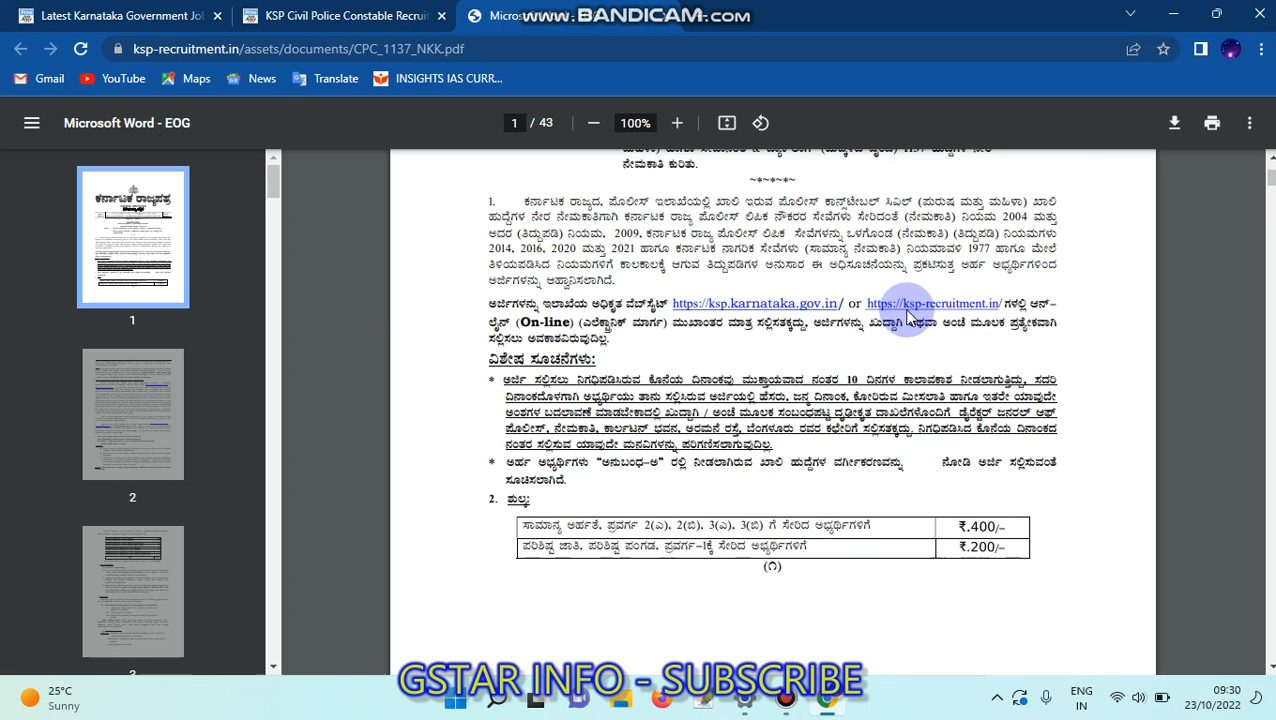 Latest Karnataka Government Jo
KSP Civil Police Constable Recruit
Micros
www.BANDICAM.com
ksp-recruitment.in/assets/documents/CPC_1137_NKK.pdf
Gmail YouTube Maps News Translate INSIGHTS IAS CURR...
Microsoft Word - EOG
1 / 43
100%
ನೇಮಕಾತಿ ಕುರಿತು.
~*~*~*~
1. ಕರ್ನಾಟಕ ರಾಜ್ಯದ, ಪೊಲೀಸ್ ಇಲಾಖೆಯಲ್ಲಿ ಖಾಲಿ ಇರುವ ಪೊಲೀಸ್ ಕಾನ್ಸ್‌ಟೇಬಲ್ ಸಿವಿಲ್ (ಪುರುಷ ಮತ್ತು ಮಹಿಳಾ) ಖಾಲಿ
ಹುದ್ದೆಗಳ ನೇರ ನೇಮಕಾತಿಗಾಗಿ ಕರ್ನಾಟಕ ರಾಜ್ಯ ಪೊಲೀಸ್ ಲಿಪಿಕ ನೌಕರರ ಸೇವೆಗಳು ಸೇರಿದಂತೆ (ನೇಮಕಾತಿ) ನಿಯಮ 2004 ಮತ್ತು
ಅದರ (ತಿದ್ದುಪಡಿ) ನಿಯಮ, 2009, ಕರ್ನಾಟಕ ರಾಜ್ಯ ಪೊಲೀಸ್ ಲಿಪಿಕ ಸೇವೆಗಳನ್ನು ಒಳಗೊಂಡ (ನೇಮಕಾತಿ) (ತಿದ್ದುಪಡಿ) ನಿಯಮಗಳು
2014, 2016, 2020 ಮತ್ತು 2021 ಹಾಗೂ ಕರ್ನಾಟಕ ನಾಗರಿಕ ಸೇವೆಗಳು (ಸಾಮಾನ್ಯ ನೇಮಕಾತಿ) ನಿಯಮಾವಳಿ 1977 ಹಾಗೂ ಮೇಲೆ
ತಿಳಿಯಪಡಿಸಿದ ನಿಯಮಗಳಿಗೆ ಕಾಲಕಾಲಕ್ಕೆ ಆಗುವ ತಿದ್ದುಪಡಿಗಳ ಅನುಸಾರ ಈ ಅಧಿಸೂಚನೆಯನ್ನು ಪ್ರಕಟಿಸುತ್ತ ಅರ್ಹ ಅಭ್ಯರ್ಥಿಗಳಿಂದ
ಅರ್ಜಿಗಳನ್ನು ಆಹ್ವಾನಿಸಲಾಗಿದೆ.
ಅರ್ಜಿಗಳನ್ನು ಇಲಾಖೆಯ ಅಧಿಕೃತ ವೆಬ್‌ಸೈಟ್ https://ksp.karnataka.gov.in/ or https://ksp-recruitment.in/ ಗಳಲ್ಲಿ ಆನ್-
ಲೈನ್ (On-line) (ಎಲೆಕ್ಟ್ರಾನಿಕ್ ಮಾರ್ಗ) ಮುಖಾಂತರ ಮಾತ್ರ ಸಲ್ಲಿಸತಕ್ಕದ್ದು, ಅರ್ಜಿಗಳನ್ನು ಖುದ್ದಾಗಿ ಅಥವಾ ಅಂಚೆ ಮೂಲಕ ಪ್ರತ್ಯೇಕವಾಗಿ
ಸಲ್ಲಿಸಲು ಅವಕಾಶವಿರುವುದಿಲ್ಲ.
ವಿಶೇಷ ಸೂಚನೆಗಳು:
* ಅರ್ಜಿ ಸಲ್ಲಿಸಲು ನಿಗಧಿಪಡಿಸಿರುವ ಕೊನೆಯ ದಿನಾಂಕವು ಮುಕ್ತಾಯವಾದ ನಂತರ 10 ದಿನಗಳ ಕಾಲಾವಕಾಶ ನೀಡಲಾಗುತ್ತಿದ್ದು, ಸದರಿ
ದಿನಾಂಕದೊಳಗಾಗಿ ಅಭ್ಯರ್ಥಿಯು ತಾನು ಸಲ್ಲಿಸಿರುವ ಅರ್ಜಿಯಲ್ಲಿ ಹೆಸರು, ಜನ್ಮ ದಿನಾಂಕ, ಕೋರಿರುವ ಮೀಸಲಾತಿ ಹಾಗೂ ಇತರೇ ಯಾವುದೇ
ಅಂಶಗಳ ಬದಲಾವಣೆ ಮಾಡಬೇಕಾದಲ್ಲಿ ಖುದ್ದಾಗಿ / ಅಂಚೆ ಮೂಲಕ ಸಂಬಂಧಪಟ್ಟ ದೃಢೀಕೃತ ದಾಖಲೆಗಳೊಂದಿಗೆ ಡೈರೆಕ್ಟರ್ ಜನರಲ್ ಆಫ್
ಪೊಲೀಸ್, ನೇಮಕಾತಿ, ಕಾರ್ಲಟನ್ ಭವನ, ಅರಮನೆ ರಸ್ತೆ, ಬೆಂಗಳೂರು ರವರ ಕಛೇರಿಗೆ ಸಲ್ಲಿಸತಕ್ಕದ್ದು. ನಿಗಧಿಪಡಿಸಿದ ಕೊನೆಯ ದಿನಾಂಕದ
ನಂತರ ಸಲ್ಲಿಸುವ ಯಾವುದೇ ಮನವಿಗಳನ್ನು ಪರಿಗಣಿಸಲಾಗುವುದಿಲ್ಲ.
* ಅರ್ಹ ಅಭ್ಯರ್ಥಿಗಳು “ಅನುಬಂಧ-ಅ” ರಲ್ಲಿ ನೀಡಲಾಗಿರುವ ಖಾಲಿ ಹುದ್ದೆಗಳ ವರ್ಗೀಕರಣವನ್ನು ನೋಡಿ ಅರ್ಜಿ ಸಲ್ಲಿಸುವಂತೆ
ಸೂಚಿಸಲಾಗಿದೆ.
2. ಶುಲ್ಕ:
ಸಾಮಾನ್ಯ ಅರ್ಹತೆ, ಪ್ರವರ್ಗ 2(ಎ), 2(ಬಿ), 3(ಎ), 3(ಬಿ) ಗೆ ಸೇರಿದ ಅಭ್ಯರ್ಥಿಗಳಿಗೆ ₹.400/–
ಪರಿಶಿಷ್ಟ ಜಾತಿ, ಪರಿಶಿಷ್ಟ ಪಂಗಡ, ಪ್ರವರ್ಗ–1ಕ್ಕೆ ಸೇರಿದ ಅಭ್ಯರ್ಥಿಗಳಿಗೆ ₹.200/–
(೧)
ಕರ್ನಾಟಕ ರಾಜ್ಯಪತ್ರ
1
2
3
GSTAR INFO - SUBSCRIBE
25°C
Sunny
ENG
IN
09:30
23/10/2022